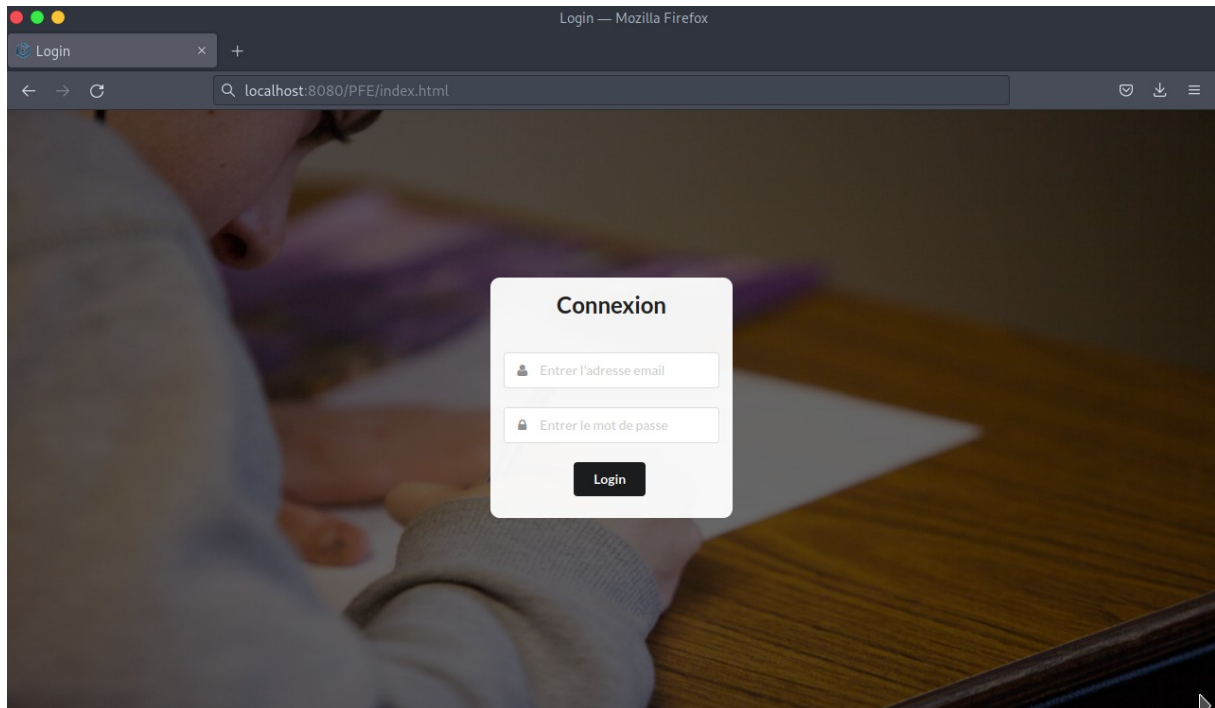 Login — Mozilla Firefox
Login
localhost:8080/PFE/index.html
Connexion
Entrer l'adresse email
Entrer le mot de passe
Login